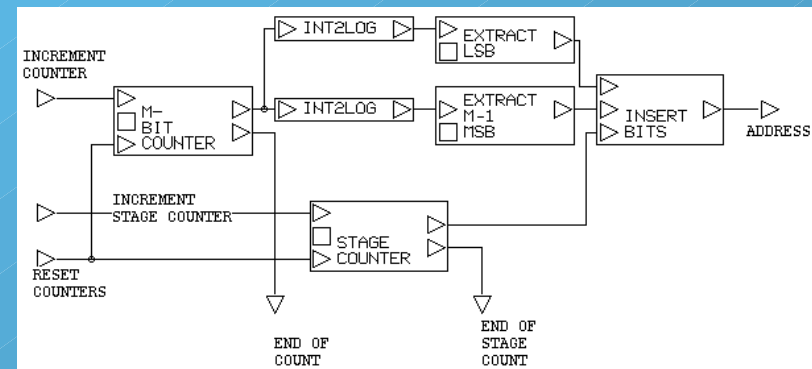 INT2LOG
EXTRACT
LSB
INCREMENT
COUNTER
M-
BIT
COUNTER
INT2LOG
EXTRACT
M-1
MSB
INSERT
BITS
ADDRESS
INCREMENT
STAGE COUNTER
STAGE
COUNTER
RESET
COUNTERS
END OF
COUNT
END OF
STAGE
COUNT